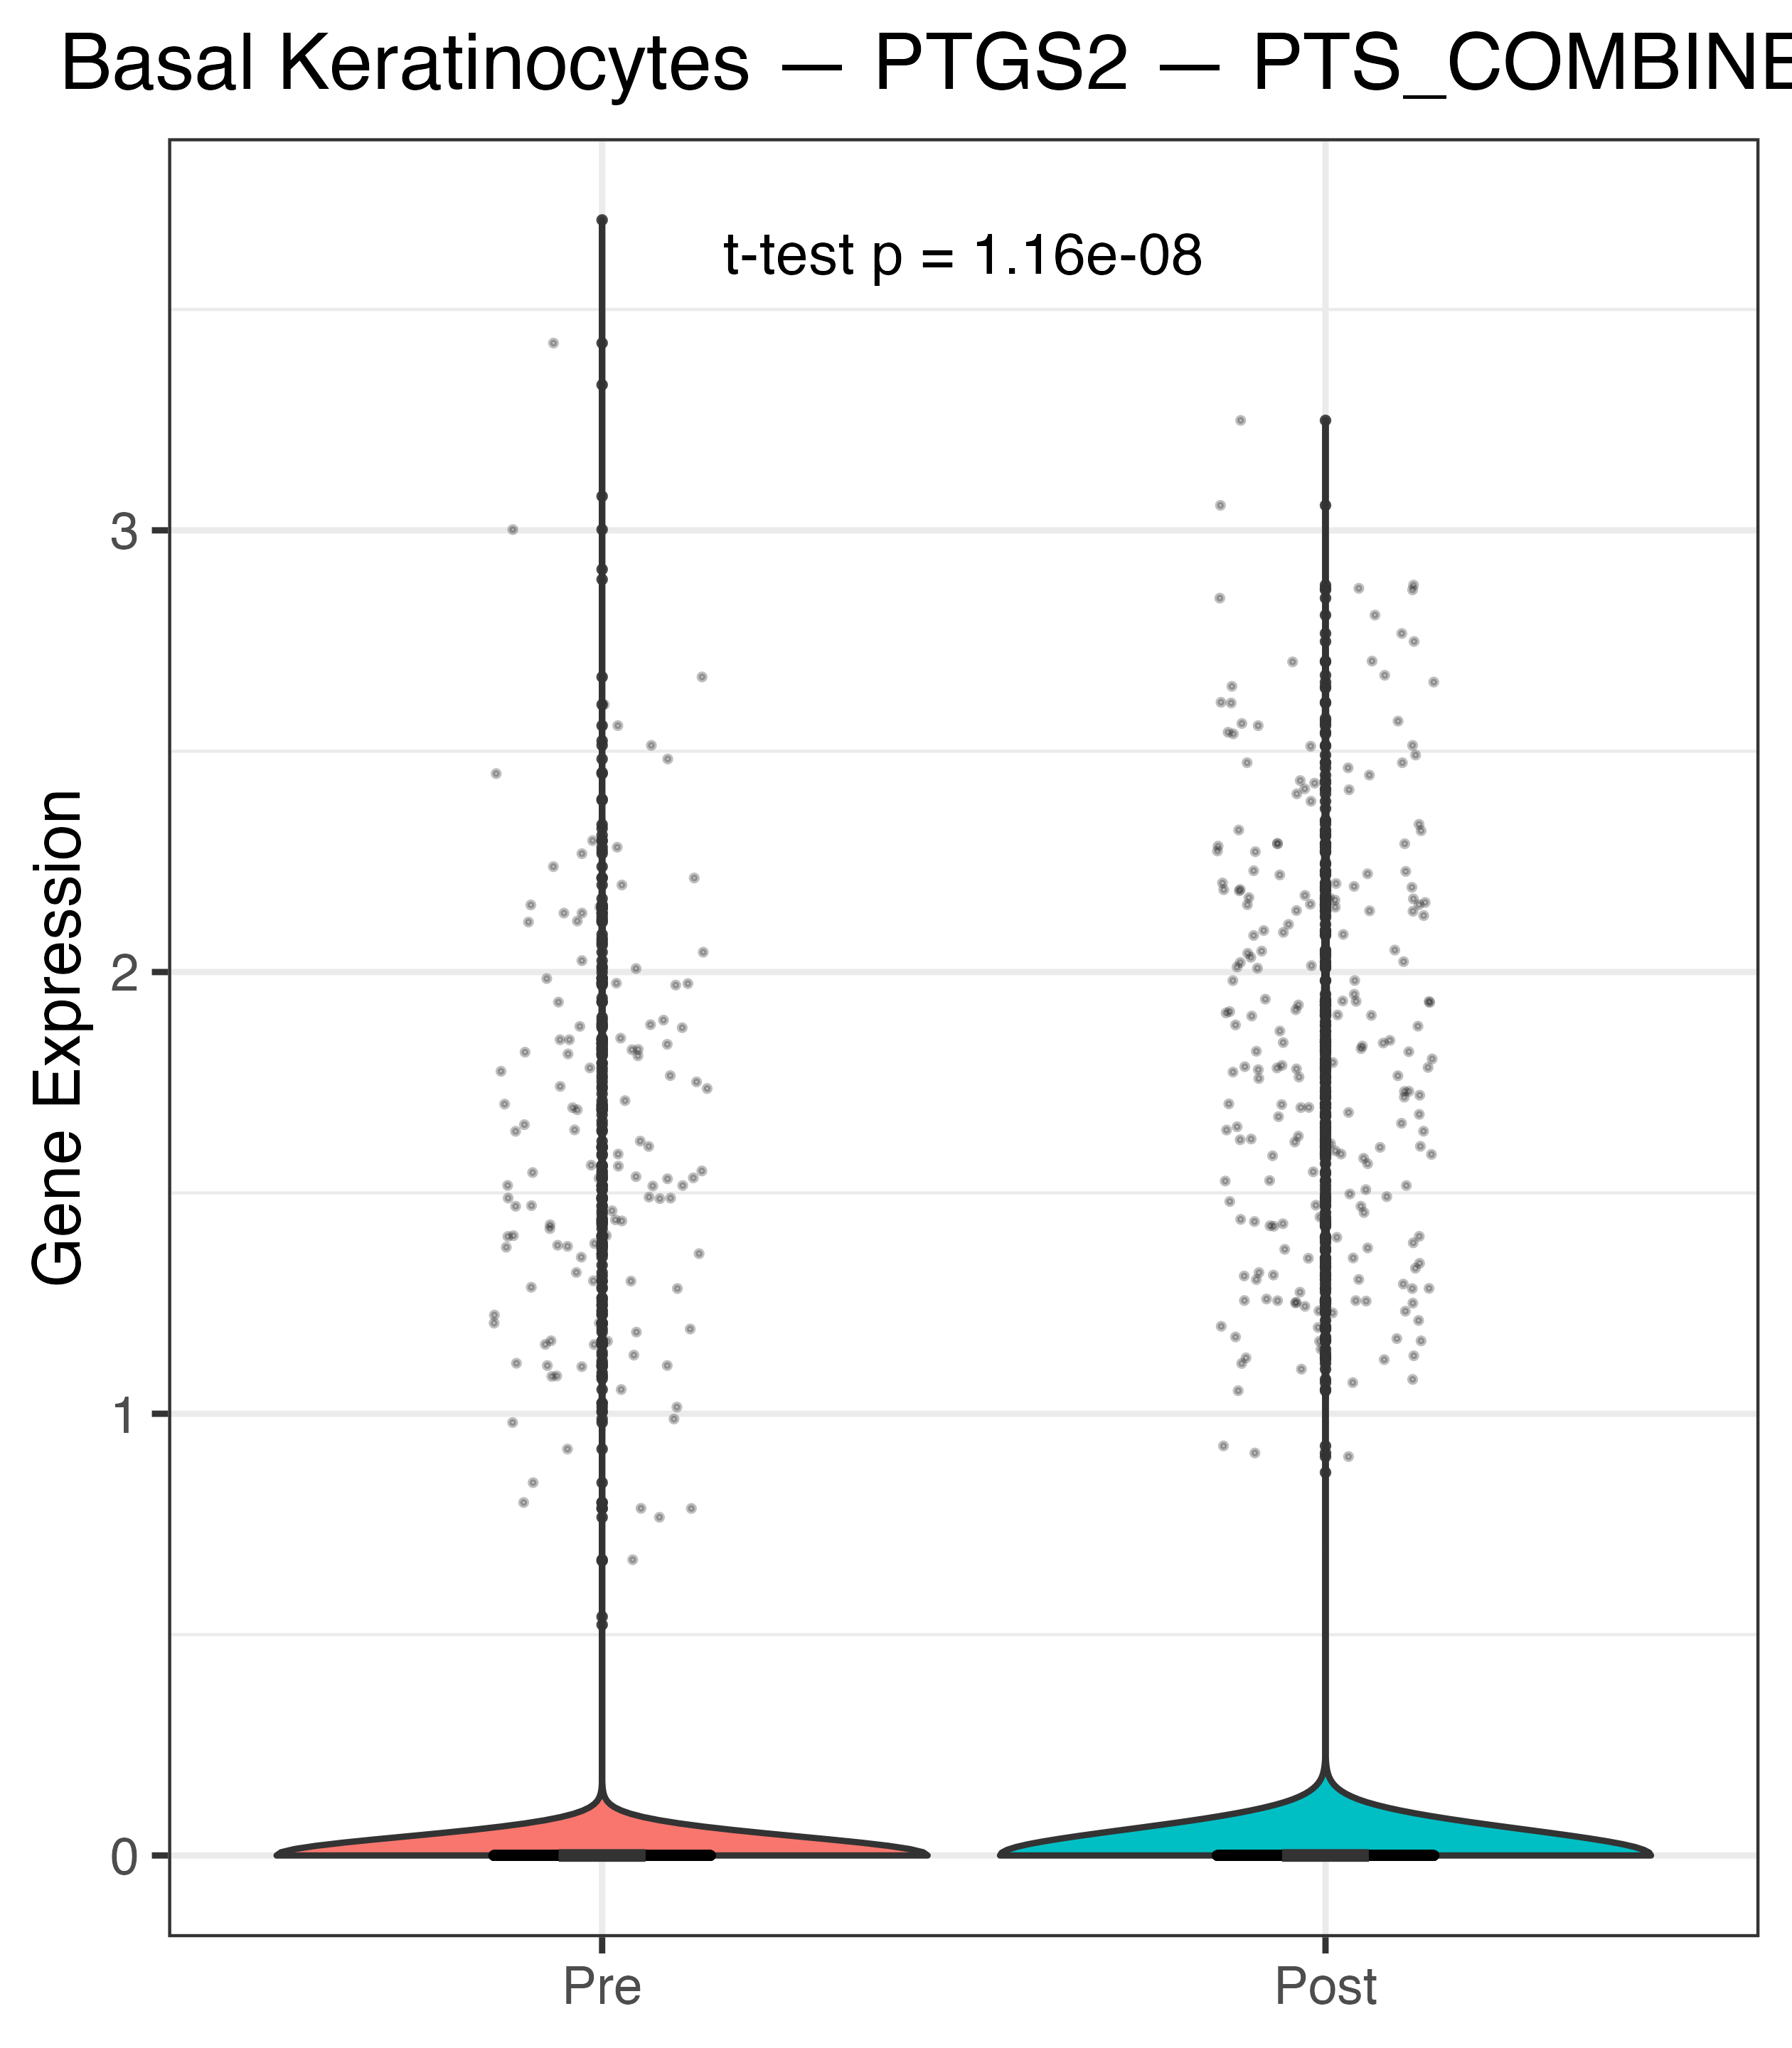 Basal Keratinocytes — PTGS2 — PTS_COMBINE
t-test p = 1.16e-08
Gene Expression
3
2
1
0
Pre
Post